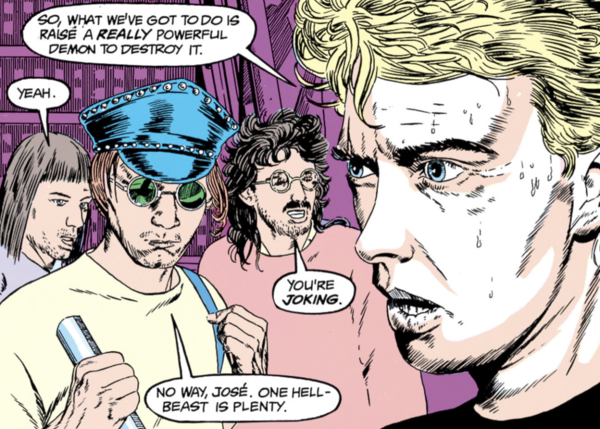 SO, WHAT WE'VE GOT TO DO IS
RAISE A REALLY POWERFUL
DEMON TO DESTROY IT.
YEAH.
YOU'RE
JOKING.
NO WAY, JOSÉ. ONE HELL-
BEAST IS PLENTY.